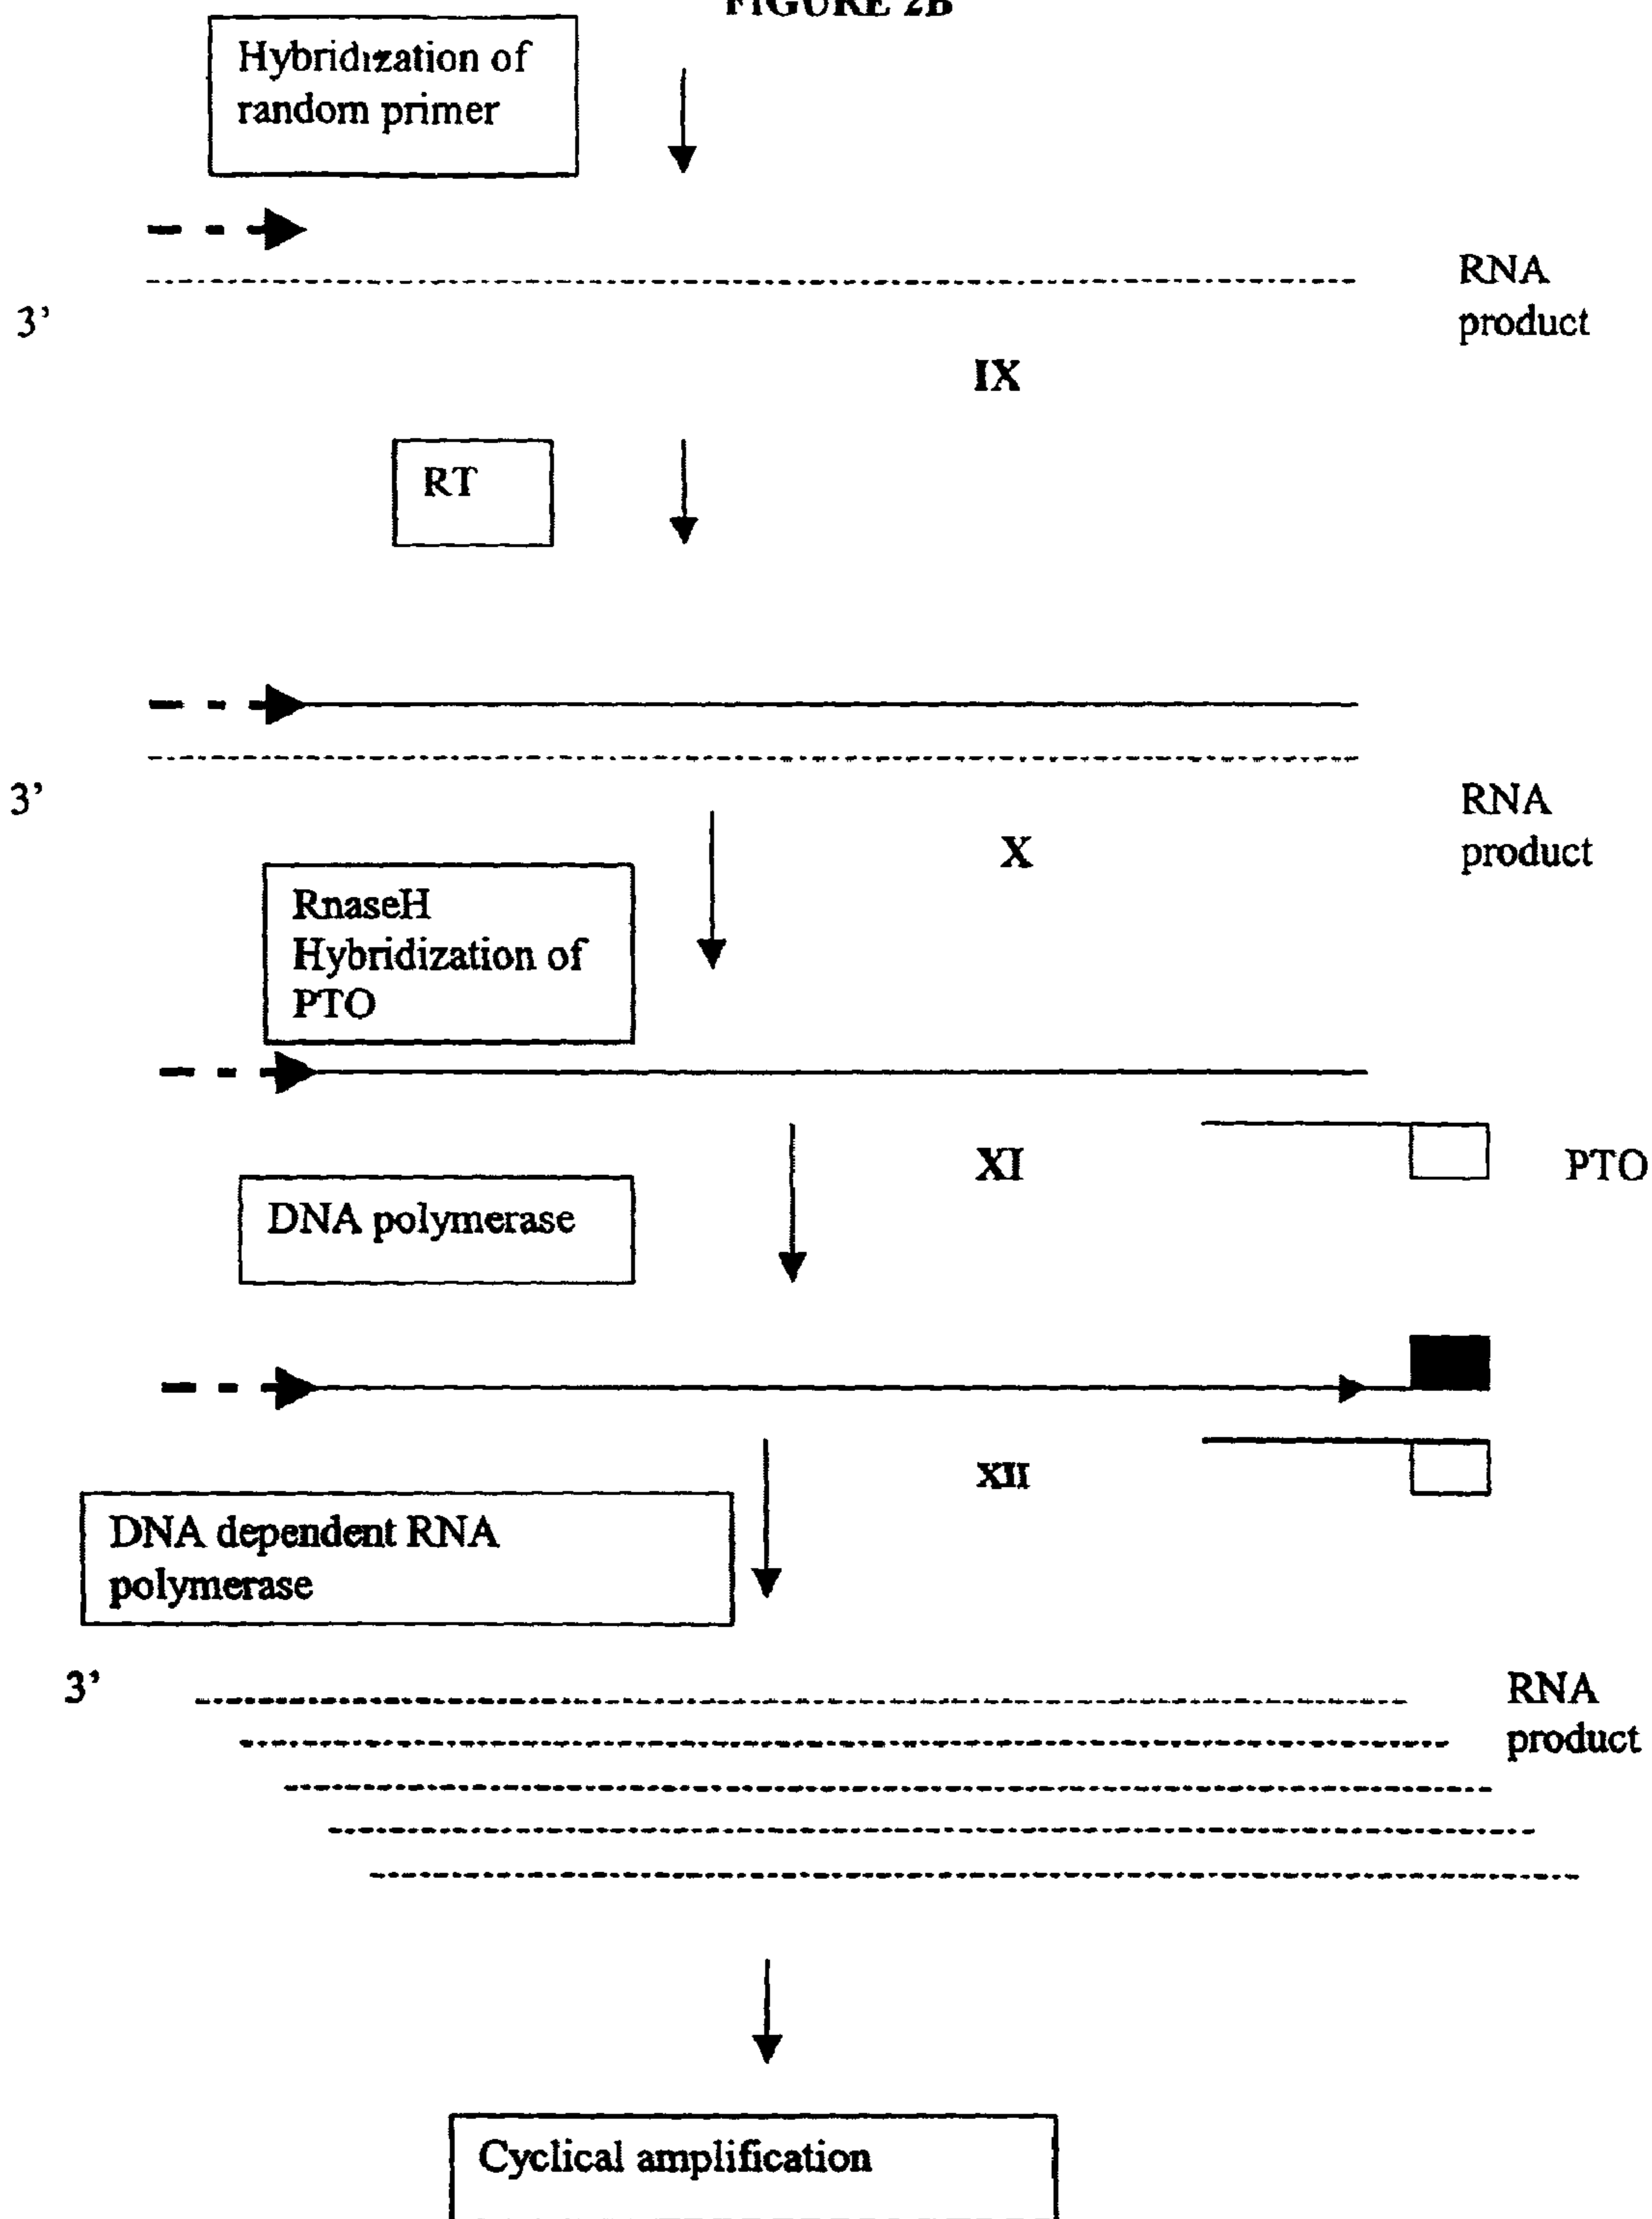 FIGURE 2B
Hybridization of
random primer
RNA
product
3’
IX
RT
3’
RNA
product
X
RnaseH
Hybridization of
PTO
XI
PTO
DNA polymerase
XII
DNA dependent RNA
polymerase
3’
RNA
product
Cyclical amplification